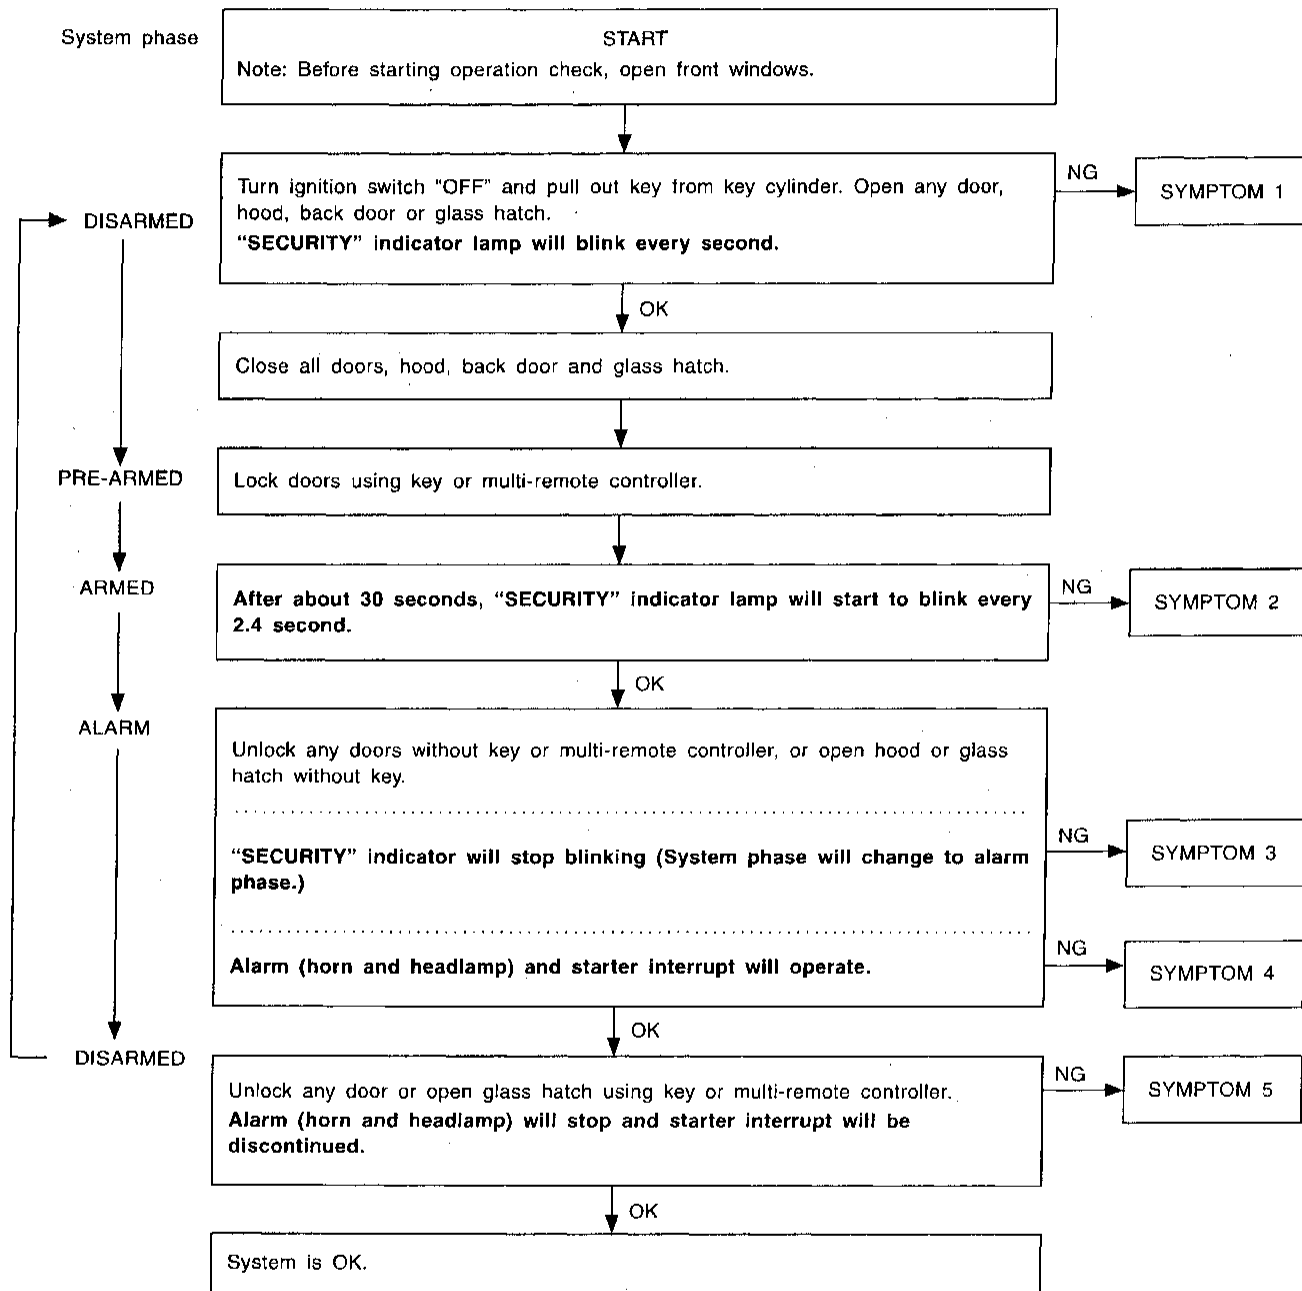 System phase
START
Note: Before starting operation check, open front windows.
Turn ignition switch "OFF" and pull out key from key cylinder. Open any door,
hood, back door or glass hatch.
"SECURITY" indicator lamp will blink every second.
NG
SYMPTOM 1
DISARMED
OK
Close all doors, hood, back door and glass hatch.
PRE-ARMED
Lock doors using key or multi-remote controller.
ARMED
After about 30 seconds, "SECURITY" indicator lamp will start to blink every
2.4 second.
NG
SYMPTOM 2
OK
ALARM
Unlock any doors without key or multi-remote controller, or open hood or glass
hatch without key.
"SECURITY" indicator will stop blinking (System phase will change to alarm
phase.)
NG
SYMPTOM 3
Alarm (horn and headlamp) and starter interrupt will operate.
NG
SYMPTOM 4
OK
DISARMED
Unlock any door or open glass hatch using key or multi-remote controller.
Alarm (horn and headlamp) will stop and starter interrupt will be
discontinued.
NG
SYMPTOM 5
OK
System is OK.